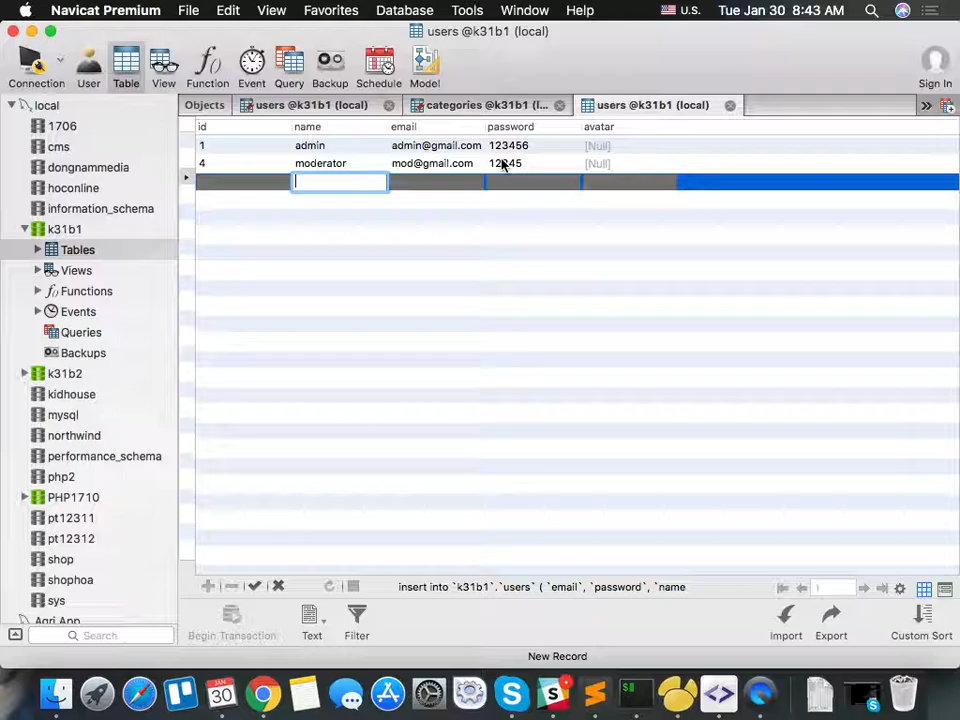 Navicat Premium File Edit View Favorites Database Tools Window Help U.S. Tue Jan 30 8:43 AM
users @k31b1 (local)
Connection User Table View Function Event Query Backup Schedule Model Sign In
local
1706
cms
dongnammedia
hoconline
information_schema
k31b1
Tables
Views
Functions
Events
Queries
Backups
k31b2
kidhouse
mysql
northwind
performance_schema
php2
PHP1710
pt12311
pt12312
shop
shophoa
sys
Agri App
Search
Objects users @k31b1 (local) categories @k31b1 (l... users @k31b1 (local) »
id name email password avatar
1 admin admin@gmail.com 123456 [Null]
4 moderator mod@gmail.com 12345 [Null]
insert into `k31b1`.`users` ( `email`, `password`, `name
Begin Transaction Text Filter Import Export Custom Sort
New Record